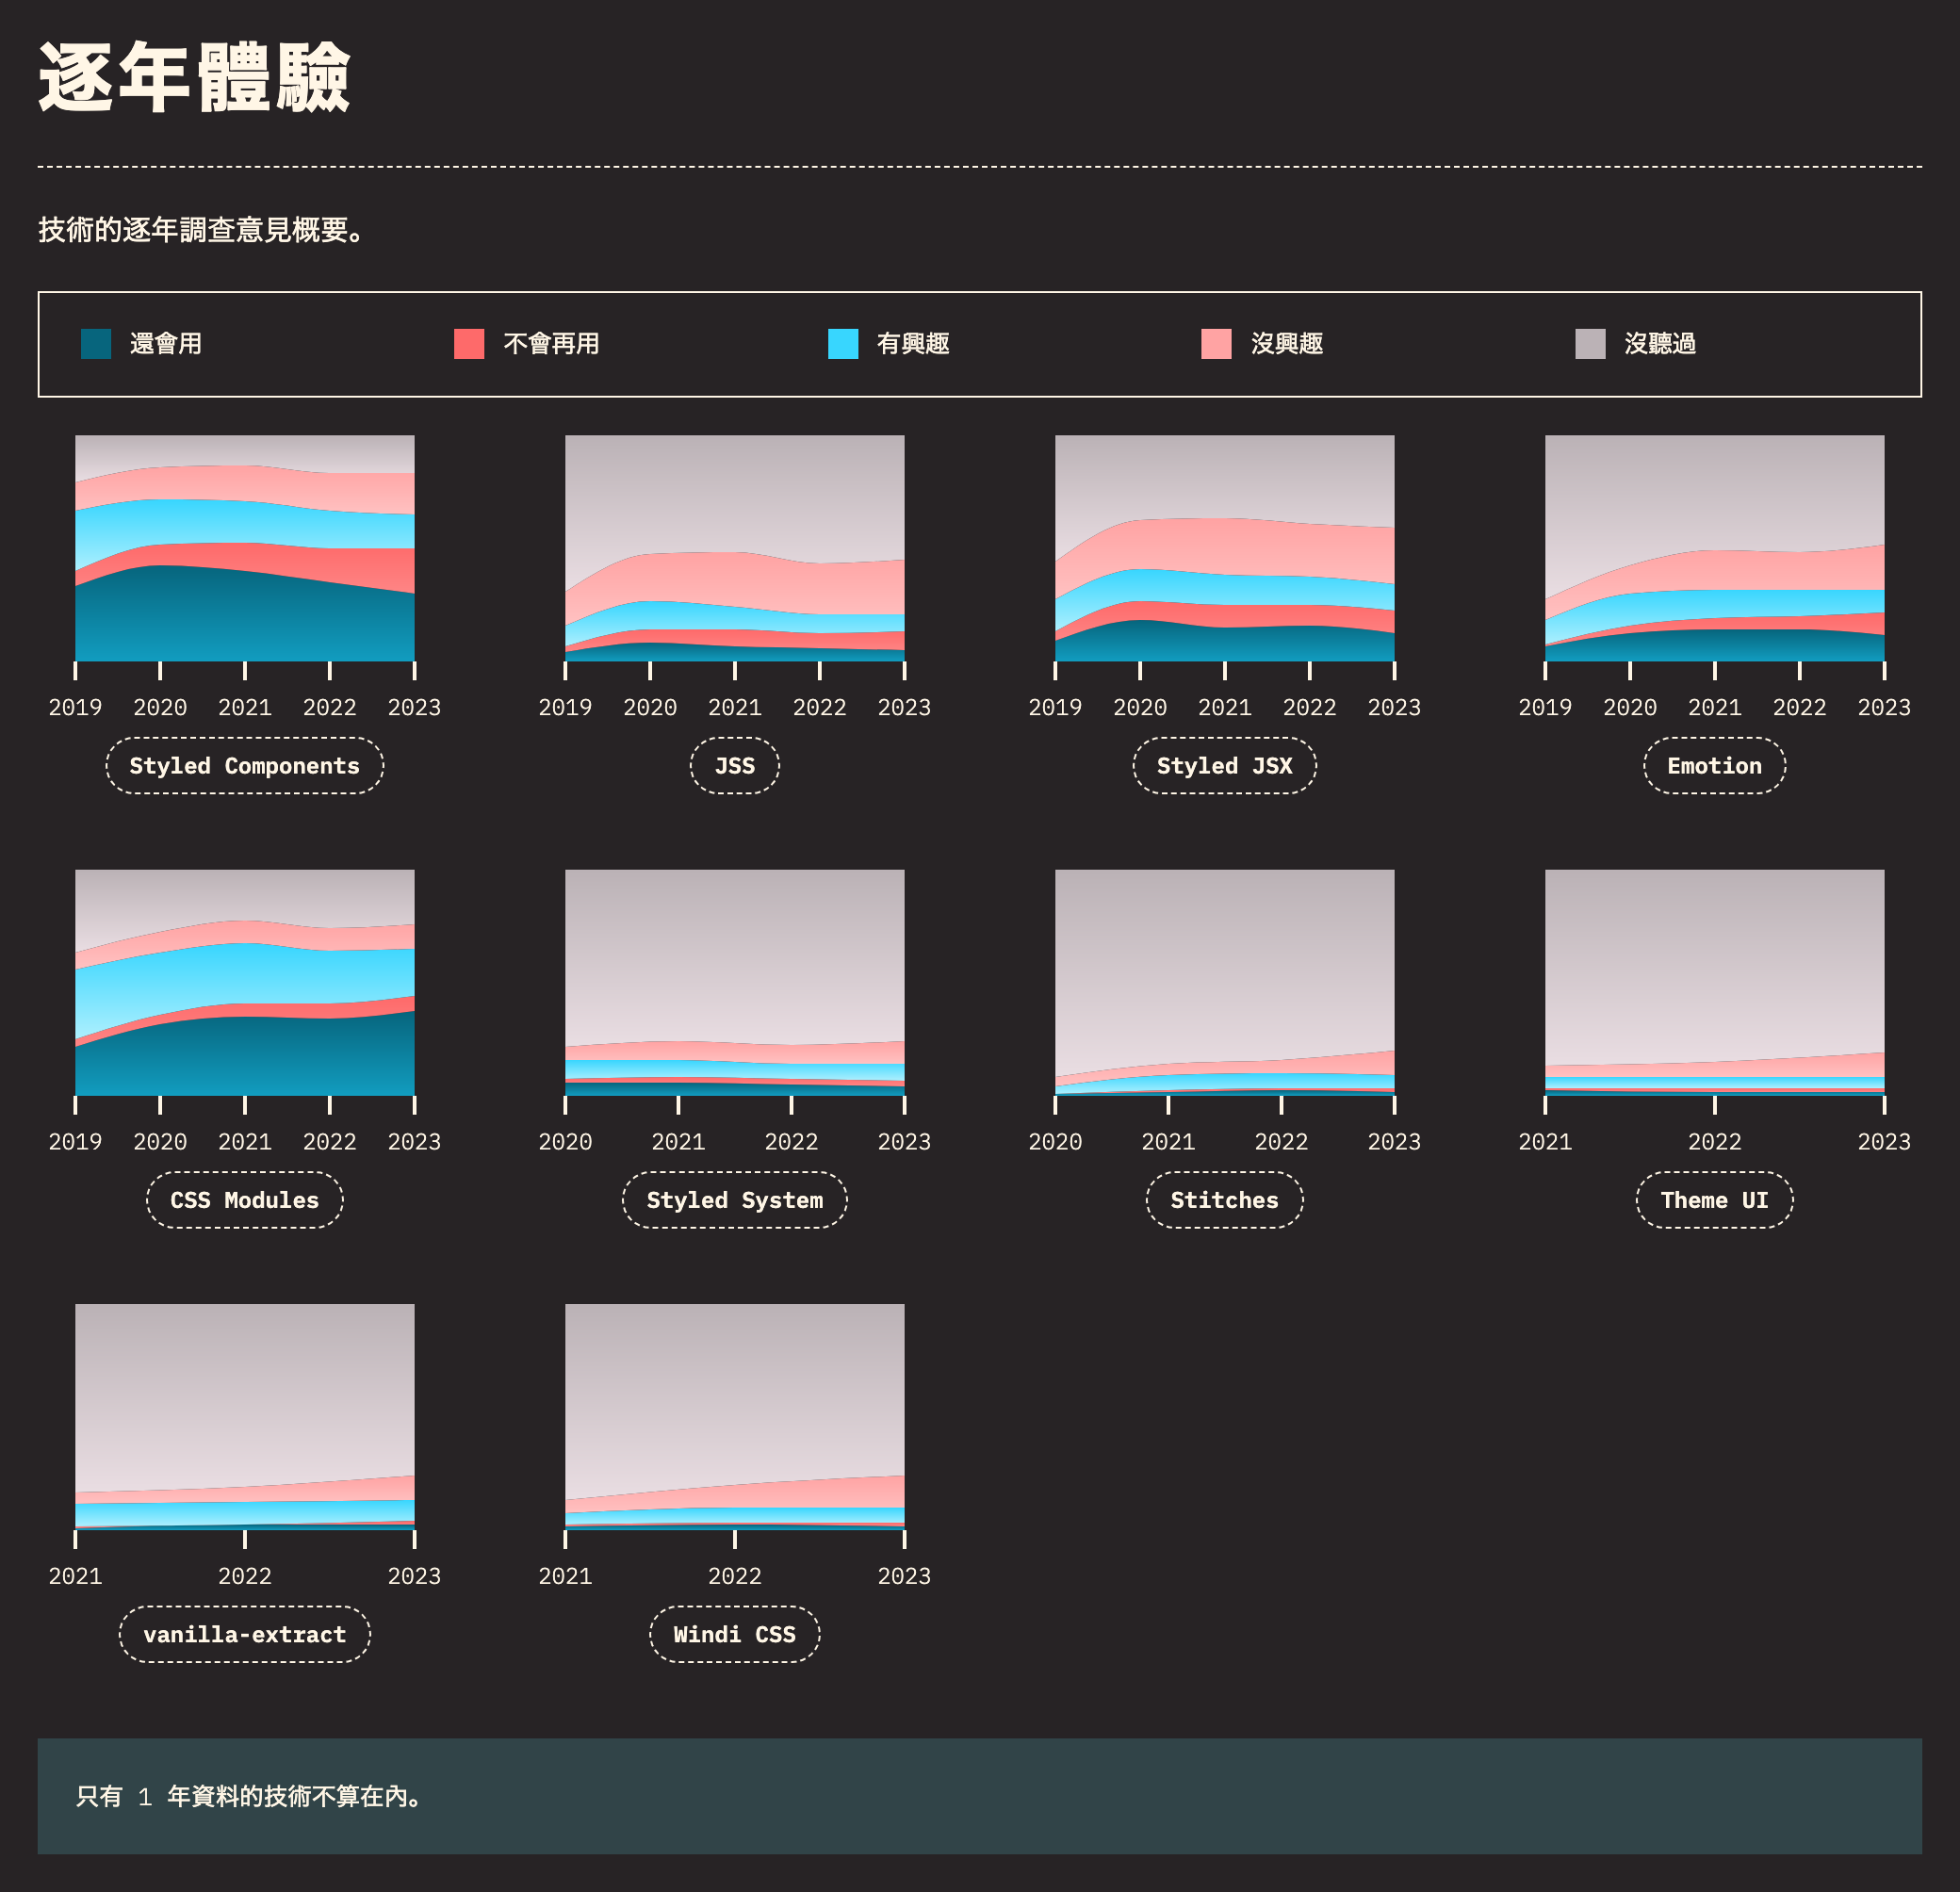 逐年體驗
技術的逐年調查意見概要。
還會用 不會再用 有興趣 沒興趣 沒聽過
2019 2020 2021 2022 2023 2019 2020 2021 2022 2023 2019 2020 2021 2022 2023 2019 2020 2021 2022 2023
Styled Components JSS Styled JSX Emotion
2019 2020 2021 2022 2023 2020 2021 2022 2023 2020 2021 2022 2023 2021 2022 2023
CSS Modules Styled System Stitches Theme UI
2021 2022 2023 2021 2022 2023
vanilla-extract Windi CSS
只有 1 年資料的技術不算在內。